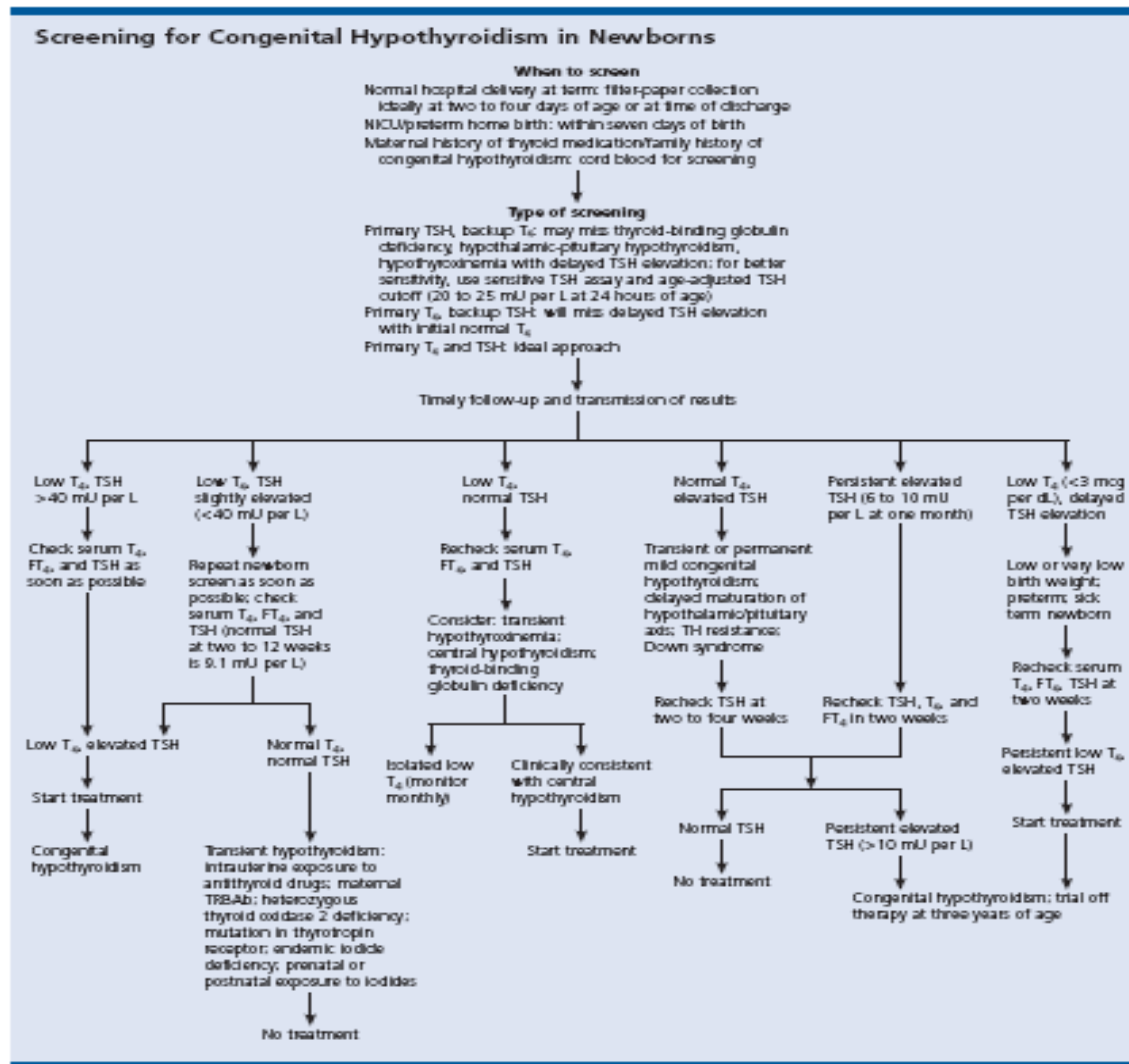 Screening for Congenital Hypothyroidism in Newborns
When to screen
Normal hospital delivery at term: filter-paper collection
ideally at two to four days of age or at time of discharge
NICU/preterm home birth: within seven days of birth
Maternal history of thyroid medication/family history of
congenital hypothyroidism: cord blood for screening
Type of screening
Primary TSH, backup T4: may miss thyroid-binding globulin
deficiency, hypothalamic-pituitary hypothyroidism,
hypothyroxinemia with delayed TSH elevation; for better
sensitivity, use sensitive TSH assay and age-adjusted TSH
cutoff (20 to 25 mU per L at 24 hours of age)
Primary T4, backup TSH: will miss delayed TSH elevation
with initial normal T4
Primary T4 and TSH: ideal approach
Timely follow-up and transmission of results
Low T4, TSH
>40 mU per L
Check serum T4,
FT4, and TSH as
soon as possible
Low T4, elevated TSH
Start treatment
Congenital
hypothyroidism
Low T4, TSH
slightly elevated
(<40 mU per L)
Repeat newborn
screen as soon as
possible; check
serum T4, FT4, and
TSH (normal TSH
at two to 12 weeks
is 9.1 mU per L)
Normal T4,
normal TSH
Transient hypothyroidism:
intrauterine exposure to
antithyroid drugs; maternal
TRBAb; heterozygous
thyroid oxidase 2 deficiency;
mutation in thyrotropin
receptor; endemic iodide
deficiency; prenatal or
postnatal exposure to iodides
No treatment
Low T4,
normal TSH
Recheck serum T4,
FT4, and TSH
Consider: transient
hypothyroxinemia;
central hypothyroidism;
thyroid-binding
globulin deficiency
Isolated low
T4 (monitor
monthly)
Clinically consistent
with central
hypothyroidism
Start treatment
Normal T4,
elevated TSH
Transient or permanent
mild congenital
hypothyroidism;
delayed maturation of
hypothalamic/pituitary
axis; TH resistance;
Down syndrome
Recheck TSH at
two to four weeks
Persistent elevated
TSH (6 to 10 mU
per L at one month)
Recheck TSH, T4, and
FT4 in two weeks
Normal TSH
No treatment
Persistent elevated
TSH (>10 mU per L)
Low T4 (<3 mcg
per dL), delayed
TSH elevation
Low or very low
birth weight;
preterm; sick
term newborn
Recheck serum
T4, FT4, TSH at
two weeks
Persistent low T4,
elevated TSH
Start treatment
Congenital hypothyroidism; trial off
therapy at three years of age